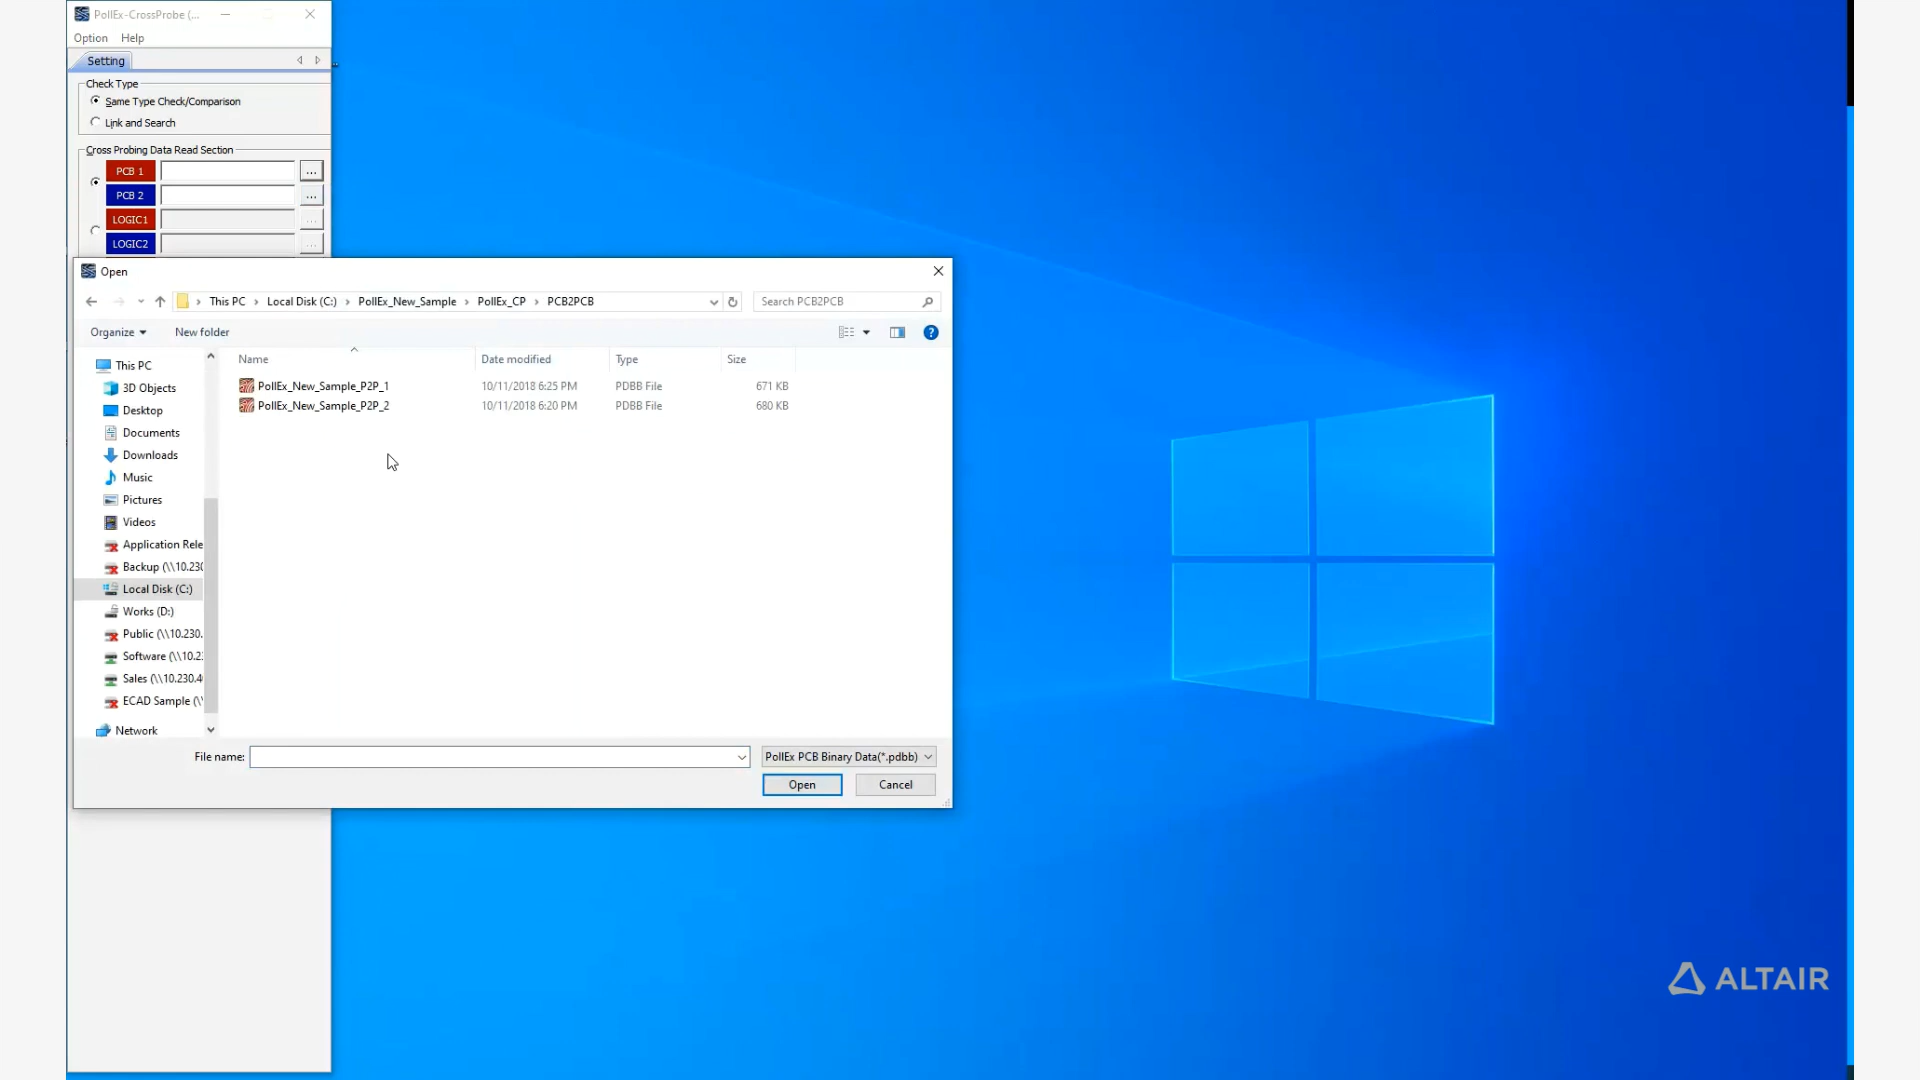 PollEx-CrossProbe (...
Option Help
Setting
Check Type
Same Type Check/Comparison
Link and Search
Cross Probing Data Read Section
PCB 1 ...
PCB 2 ...
LOGIC1 ...
LOGIC2 ...
Open
This PC > Local Disk (C:) > PollEx_New_Sample > PollEx_CP > PCB2PCB
Search PCB2PCB
Organize New folder
Name Date modified Type Size
PollEx_New_Sample_P2P_1 10/11/2018 6:25 PM PDBB File 671 KB
PollEx_New_Sample_P2P_2 10/11/2018 6:20 PM PDBB File 680 KB
This PC
3D Objects
Desktop
Documents
Downloads
Music
Pictures
Videos
Application Rele
Backup (\\10.230
Local Disk (C:)
Works (D:)
Public (\\10.230.
Software (\\10.2
Sales (\\10.230.4
ECAD Sample (\
Network
File name: PollEx PCB Binary Data(*.pdbb)
Open Cancel
ALTAIR